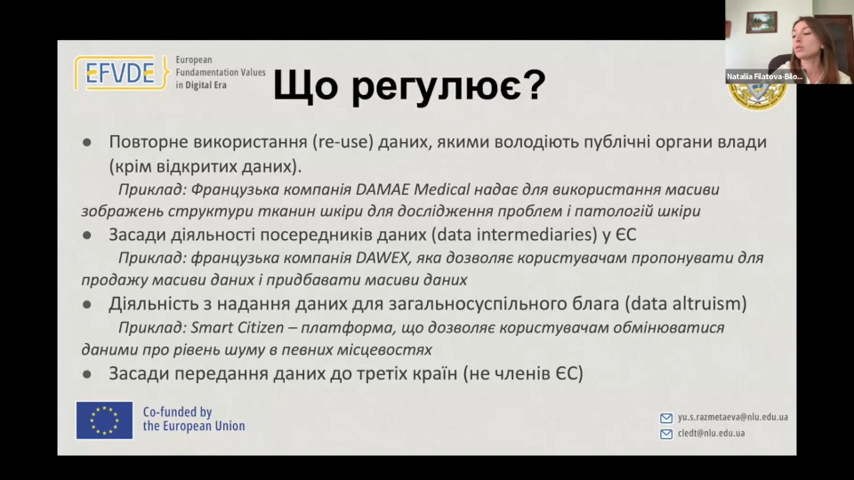 EFVDE
European
Fundamentation Values
in Digital Era
Що регулює?
Natalila Filatova-Bilo...
● Повторне використання (re-use) даних, якими володіють публічні органи влади
(крім відкритих даних).
Приклад: Французька компанія DAMAE Medical надає для використання масиви
зображень структури тканин шкіри для дослідження проблем і патологій шкіри
● Засади діяльності посередників даних (data intermediaries) у ЄС
Приклад: французька компанія DAWEX, яка дозволяє користувачам пропонувати для
продажу масиви даних і придбавати масиви даних
● Діяльність з надання даних для загальносуспільного блага (data altruism)
Приклад: Smart Citizen – платформа, що дозволяє користувачам обмінюватися
даними про рівень шуму в певних місцевостях
● Засади передання даних до третіх країн (не членів ЄС)
Co-funded by
the European Union
yu.s.razmetaeva@nlu.edu.ua
cledt@nlu.edu.ua